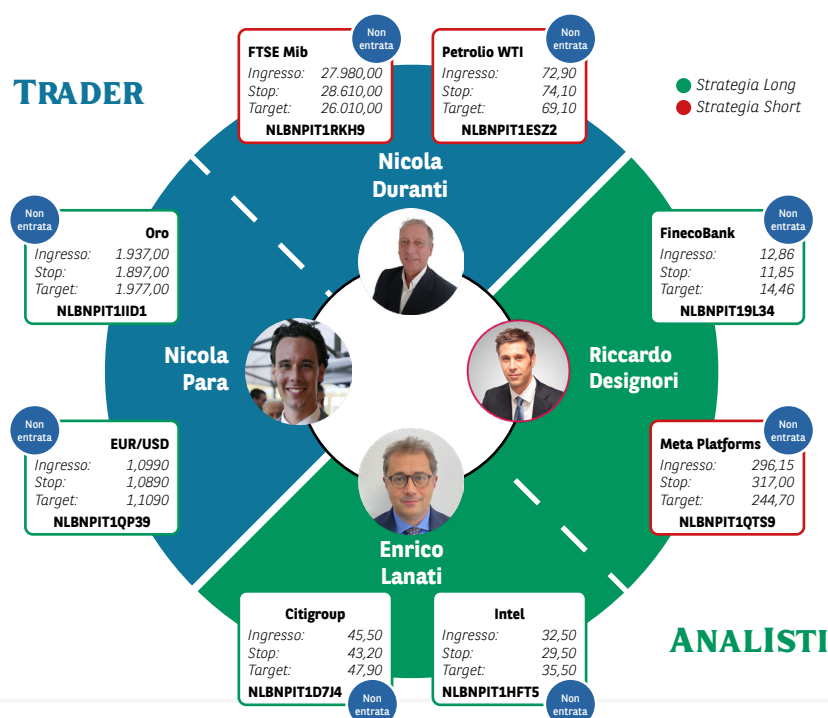 TRADER
Non
entrata
FTSE Mib
Ingresso: 27.980,00
Stop: 28.610,00
Target: 26.010,00
NLBNPIT1RKH9
Non
entrata
Petrolio WTI
Ingresso: 72,90
Stop: 74,10
Target: 69,10
NLBNPIT1ESZ2
Strategia Long
Strategia Short
Nicola
Duranti
Non
entrata
Oro
Ingresso: 1.937,00
Stop: 1.897,00
Target: 1.977,00
NLBNPIT1IID1
Non
entrata
FinecoBank
Ingresso: 12,86
Stop: 11,85
Target: 14,46
NLBNPIT19L34
Nicola
Para
Riccardo
Designori
Non
entrata
EUR/USD
Ingresso: 1,0990
Stop: 1,0890
Target: 1,1090
NLBNPIT1QP39
Non
entrata
Meta Platforms
Ingresso: 296,15
Stop: 317,00
Target: 244,70
NLBNPIT1QTS9
Enrico
Lanati
Citigroup
Ingresso: 45,50
Stop: 43,20
Target: 47,90
NLBNPIT1D7J4
Non
entrata
Intel
Ingresso: 32,50
Stop: 29,50
Target: 35,50
NLBNPIT1HFT5
Non
entrata
ANALISTI